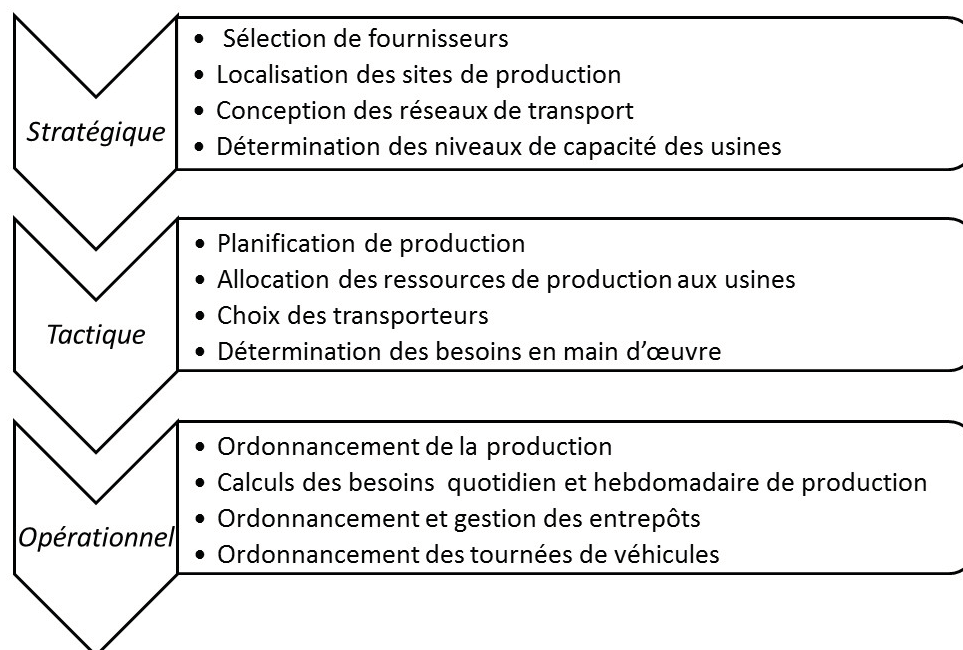 Stratégique
• Sélection de fournisseurs
• Localisation des sites de production
• Conception des réseaux de transport
• Détermination des niveaux de capacité des usines
Tactique
• Planification de production
• Allocation des ressources de production aux usines
• Choix des transporteurs
• Détermination des besoins en main d’œuvre
Opérationnel
• Ordonnancement de la production
• Calculs des besoins quotidien et hebdomadaire de production
• Ordonnancement et gestion des entrepôts
• Ordonnancement des tournées de véhicules